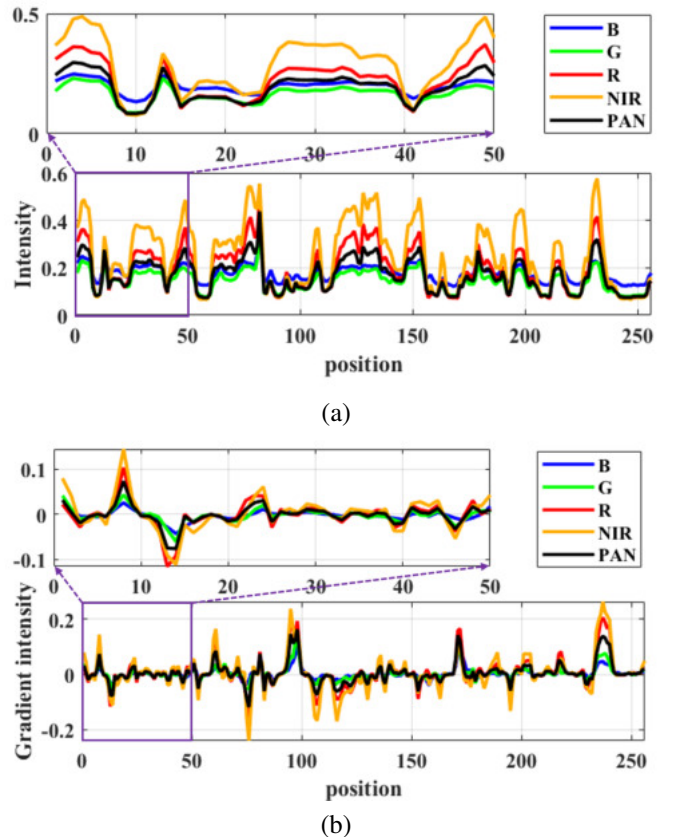 0.5
0
0 10 20 30 40 50
B
G
R
NIR
PAN
Intensity
0.6
0.4
0.2
0
0 50 100 150 200 250
position
(a)
0.1
0
-0.1
0 10 20 30 40 50
B
G
R
NIR
PAN
Gradient intensity
0.2
0
-0.2
0 50 100 150 200 250
position
(b)